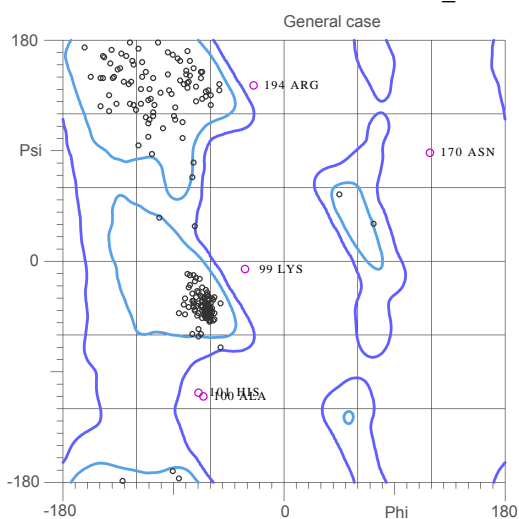 General case
180
194 ARG
Psi
170 ASN
0
99 LYS
101 HIS
100 ALA
-180
-180
0
Phi
180